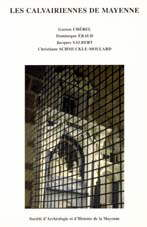 LES CALVAIRIENNES DE MAYENNE
Gaston CHÉREL
Dominique ÉRAUD
Jacques SALBERT
Christiane SCHMUCKLE-MOLLARD
Société d'Archéologie et d'Histoire de la Mayenne